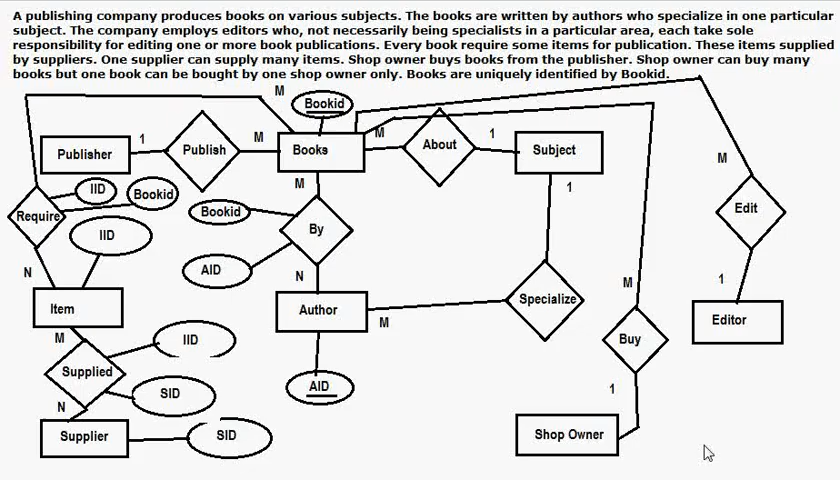 A publishing company produces books on various subjects. The books are written by authors who specialize in one particular
subject. The company employs editors who, not necessarily being specialists in a particular area, each take sole
responsibility for editing one or more book publications. Every book require some items for publication. These items supplied
by suppliers. One supplier can supply many items. Shop owner buys books from the publisher. Shop owner can buy many
books but one book can be bought by one shop owner only. Books are uniquely identified by Bookid.
M
Bookid
Publisher
1
Publish
M
Books
M
About
1
Subject
M
IID
Bookid
M
1
Require
Bookid
By
Edit
IID
AID
N
N
Specialize
M
1
Item
Author
M
Editor
M
IID
Buy
Supplied
SID
AID
1
N
Supplier
SID
Shop Owner